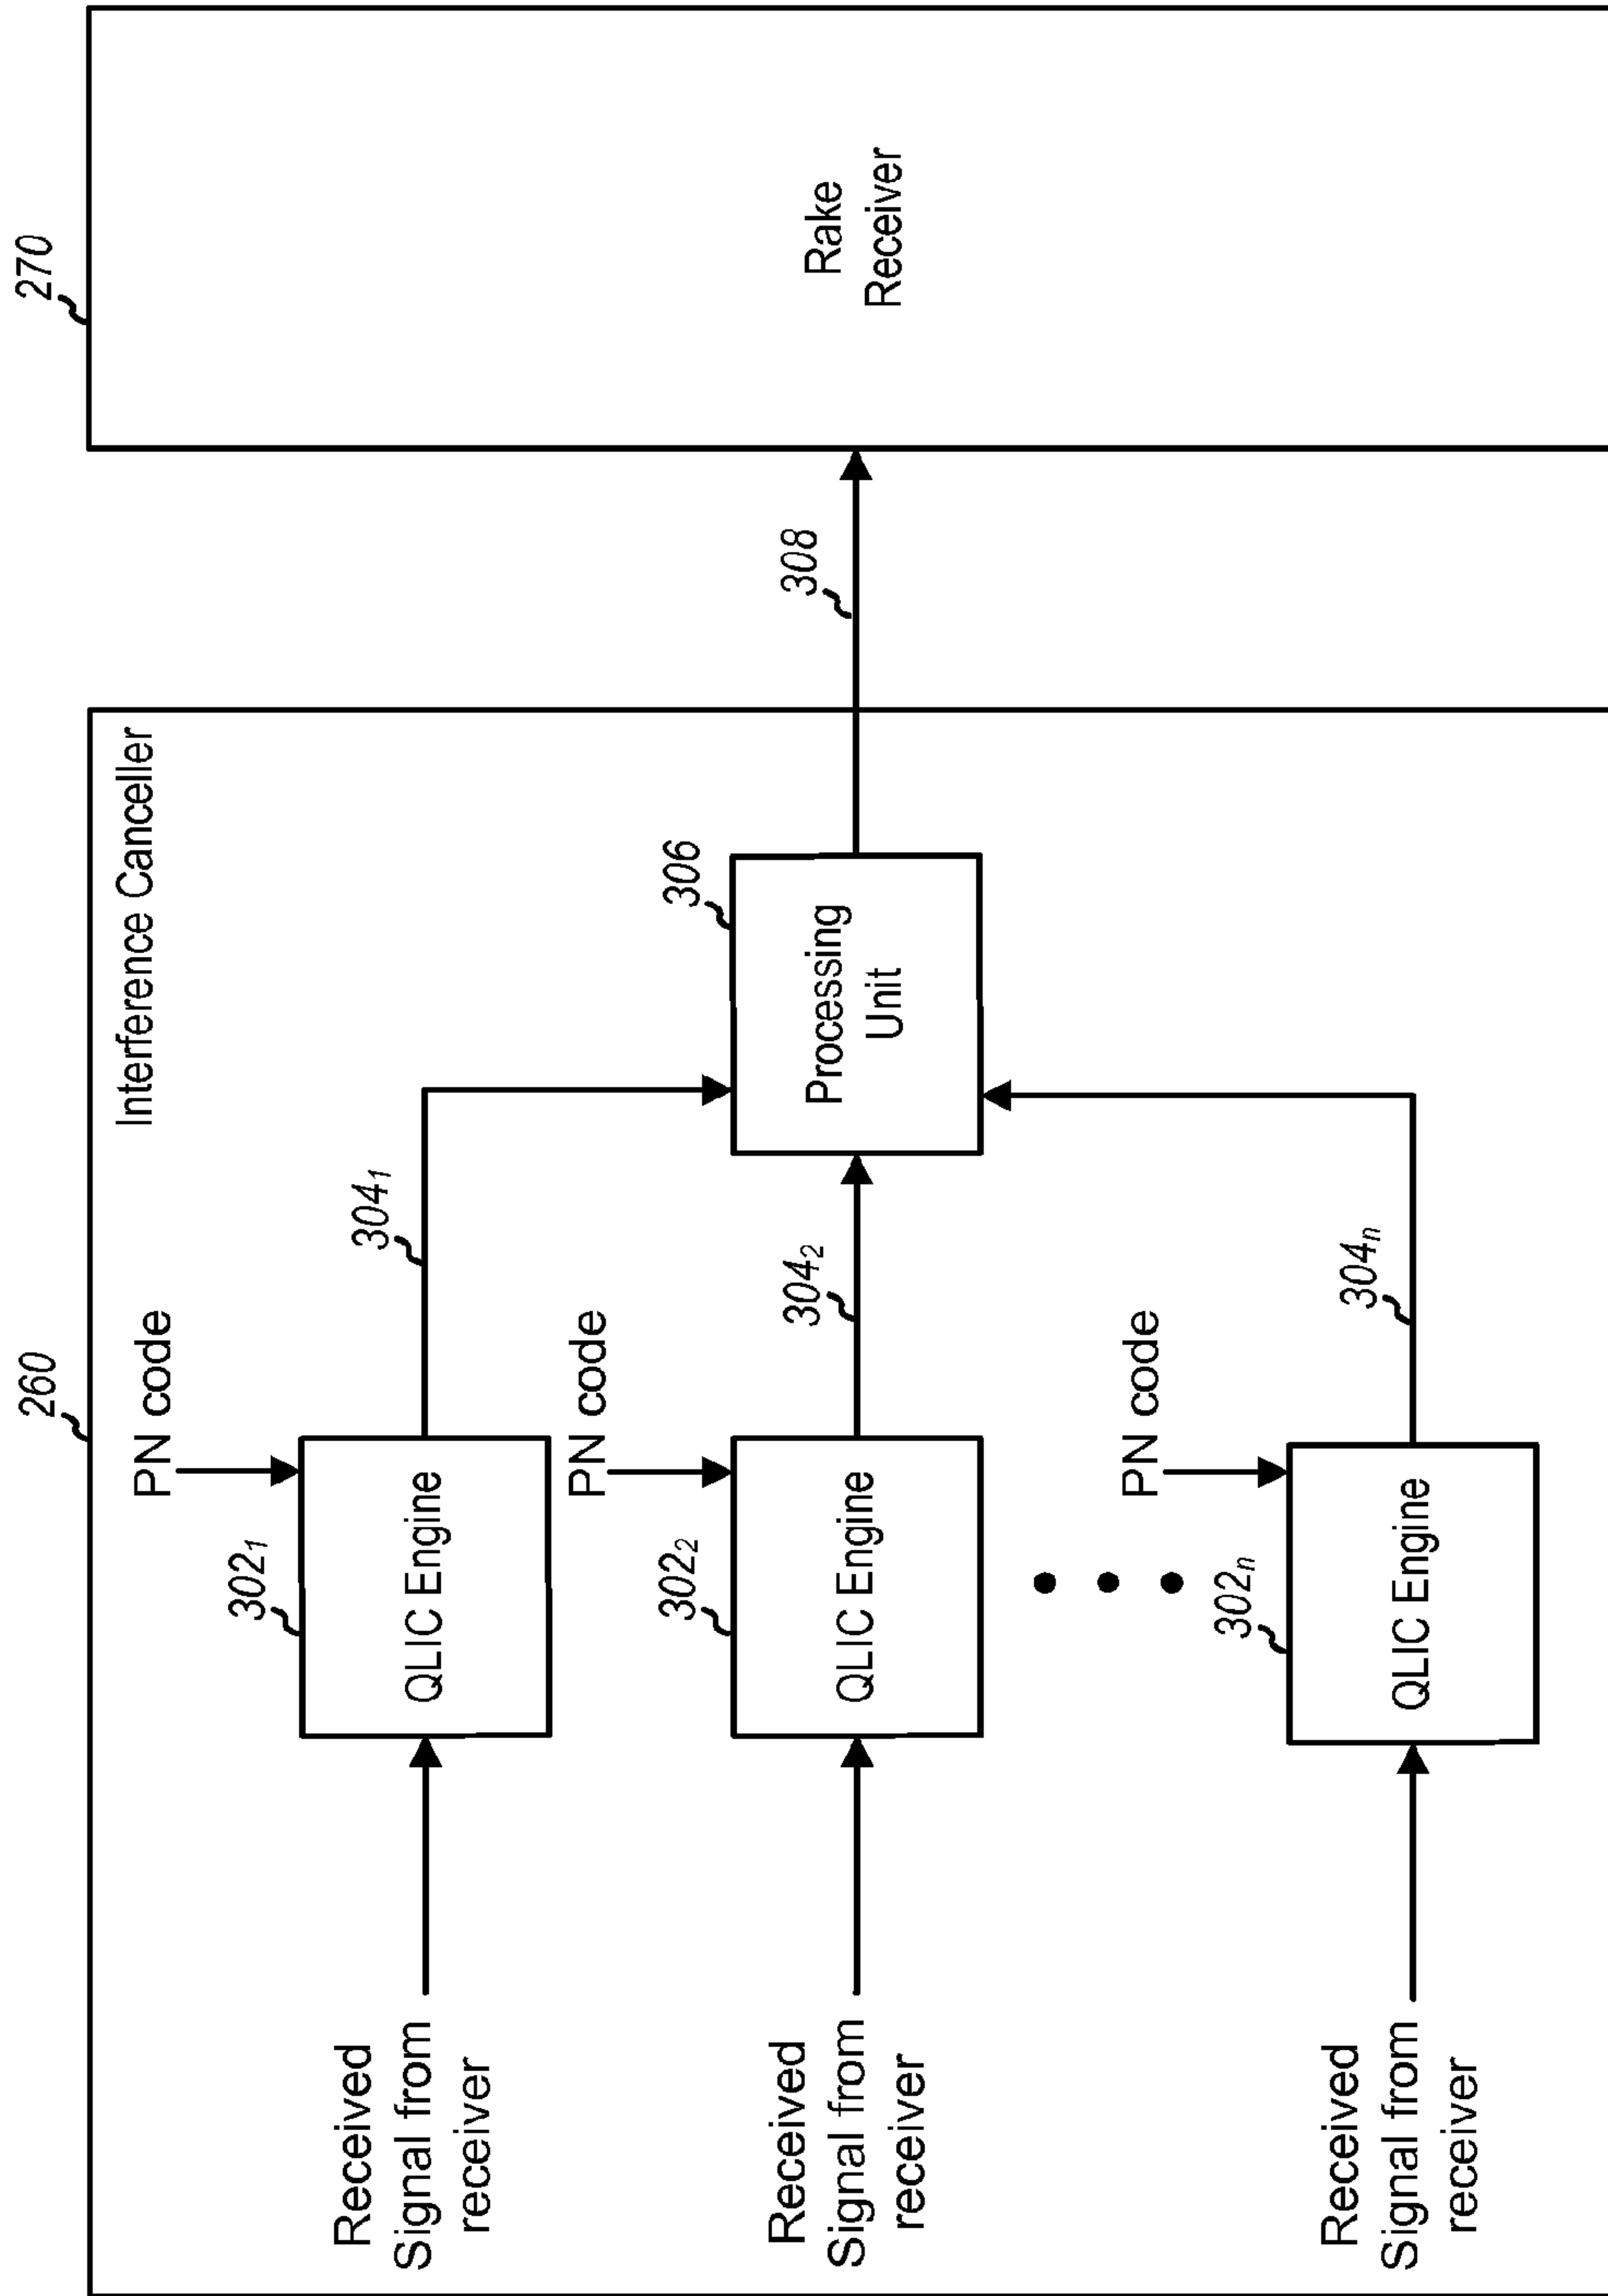 260
270
Interference Canceller
PN code
302₁
304₁
Received
Signal from
receiver
QLIC Engine
306
308
PN code
302₂
304₂
Received
Signal from
receiver
QLIC Engine
Processing
Unit
Rake
Receiver
PN code
302ₙ
304ₙ
Received
Signal from
receiver
QLIC Engine